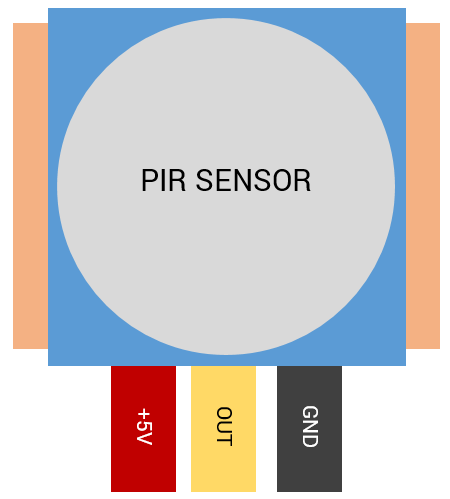 PIR SENSOR
+5V
OUT
GND